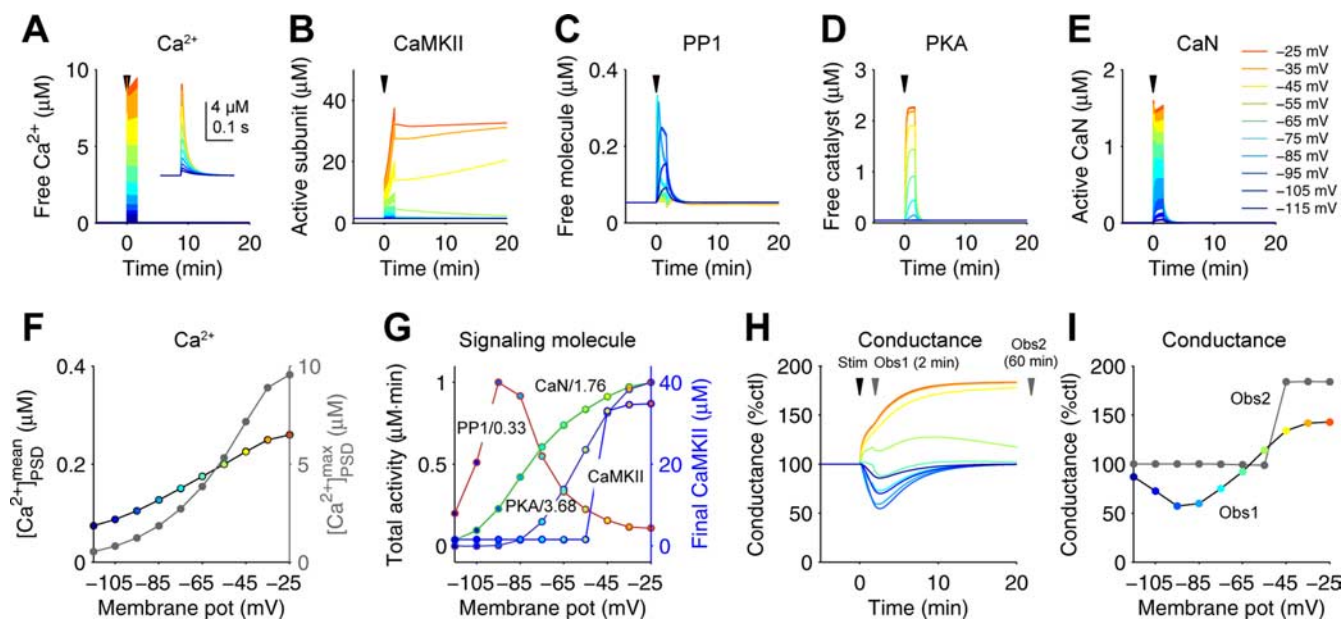 A
Ca²⁺
Free Ca²⁺ (μM)
10
5
0
0
20
Time (min)
4 μM
0.1 s
B
CaMKII
Active subunit (μM)
40
20
0
0
10
20
Time (min)
C
PP1
Free molecule (μM)
0.4
0.2
0
0
10
20
Time (min)
D
PKA
Free catalyst (μM)
3
2
1
0
0
10
20
Time (min)
E
CaN
Active CaN (μM)
2
1
0
0
10
20
Time (min)
−25 mV
−35 mV
−45 mV
−55 mV
−65 mV
−75 mV
−85 mV
−95 mV
−105 mV
−115 mV
F
Ca²⁺
[Ca²⁺]mean PSD (μM)
0.4
0.2
0
[Ca²⁺]max PSD (μM)
10
5
0
−105 −85 −65 −45 −25
Membrane pot (mV)
G
Signaling molecule
Total activity (μM·min)
1
0.5
0
CaN/1.76
PP1/0.33
PKA/3.68
CaMKII
Final CaMKII (μM)
40
20
0
−105 −85 −65 −45 −25
Membrane pot (mV)
H
Conductance
Stim
Obs1 (2 min)
Obs2
(60 min)
Conductance (%ctl)
200
150
100
50
0
0
10
20
Time (min)
I
Conductance
Conductance (%ctl)
200
150
100
50
0
Obs2
Obs1
−105 −85 −65 −45 −25
Membrane pot (mV)